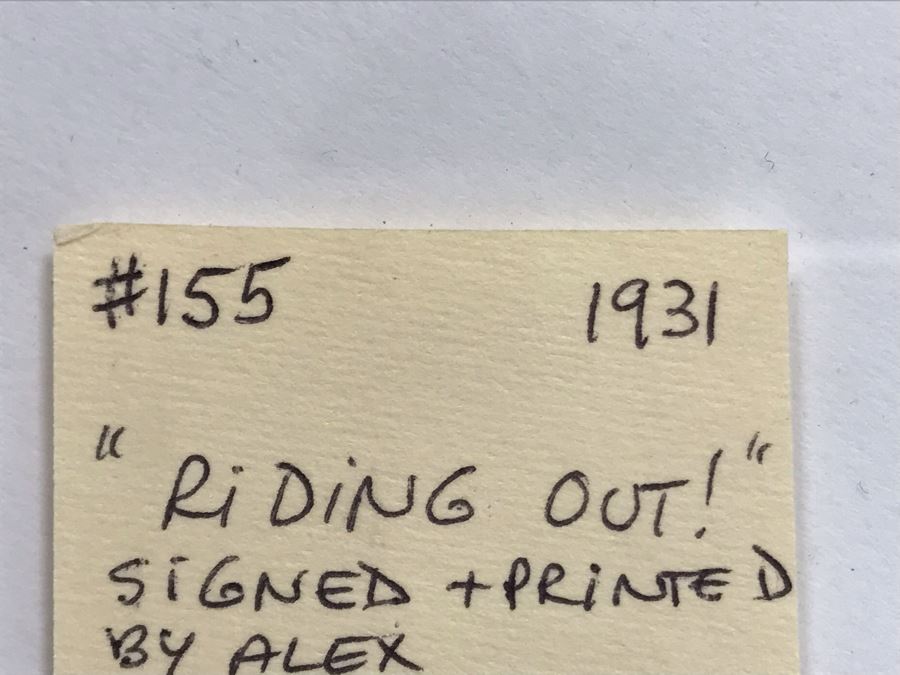 #155 1931
" RiDiNG OUT! "
SiGNED + PRiNTED
BY ALEX